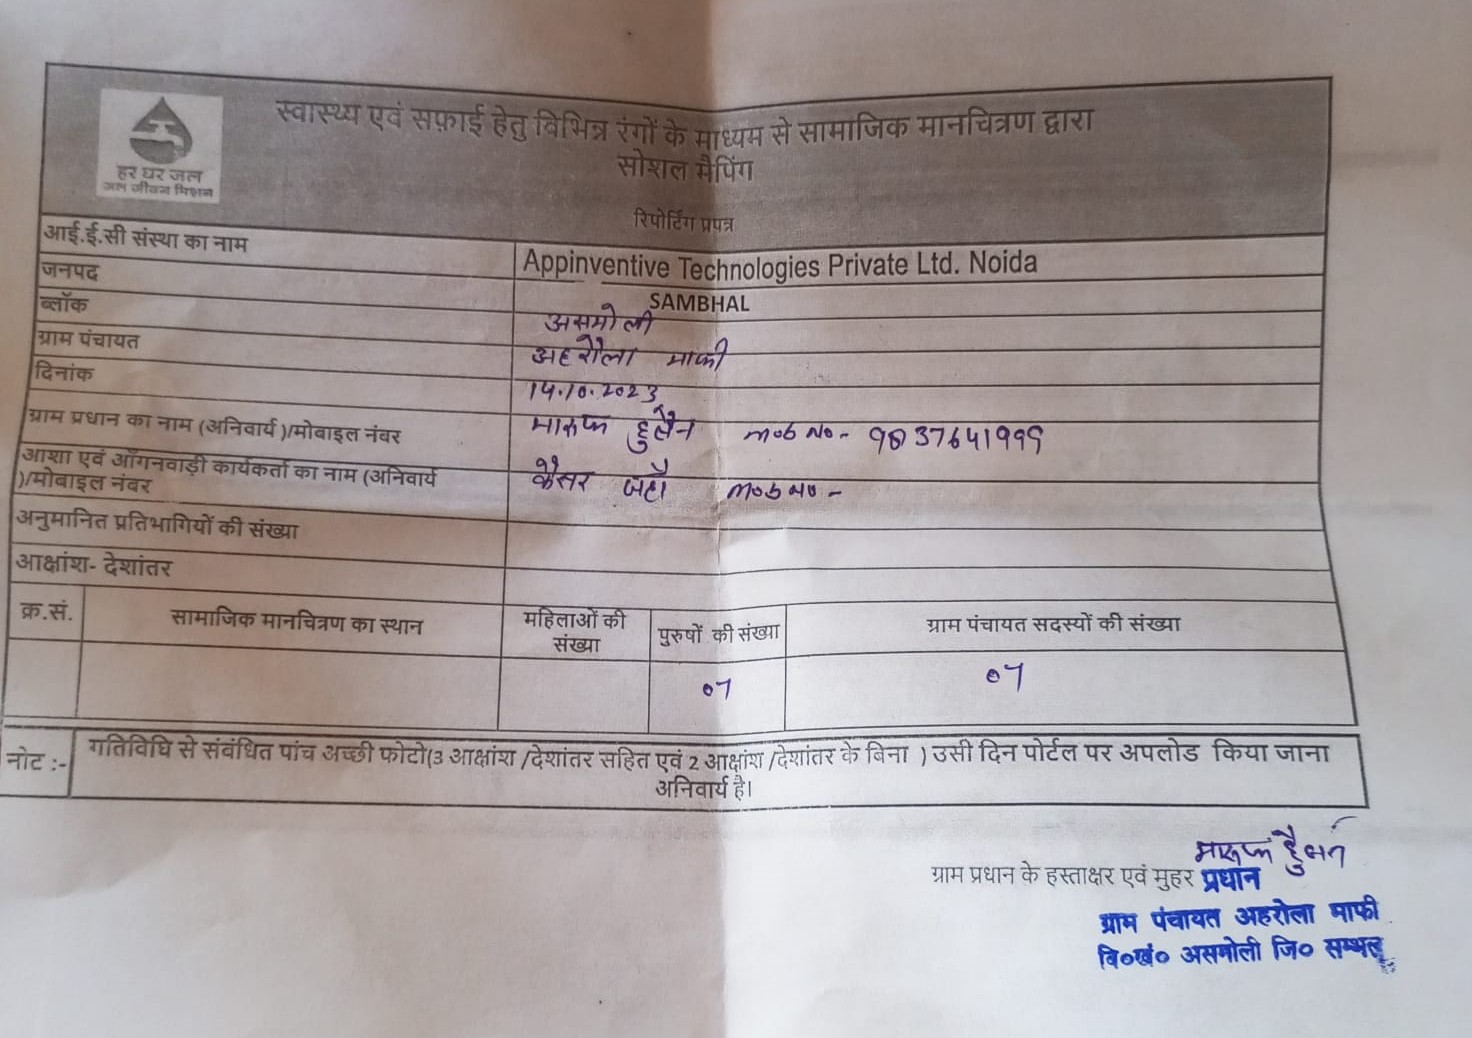 स्वास्थ्य एवं सफ़ाई हेतु विभिन्न रंगों के माध्यम से सामाजिक मानचित्रण द्वारा
सोशल मैपिंग
हर घर जल
जल जीवन मिशन
रिपोर्टिंग प्रपत्र
आई.ई.सी संस्था का नाम Appinventive Technologies Private Ltd. Noida
जनपद SAMBHAL
ब्लॉक असमोली
ग्राम पंचायत अहरौला माफी
दिनांक 14.10.2023
ग्राम प्रधान का नाम (अनिवार्य )/मोबाइल नंबर मारूफ हुसैन mob No-
आशा एवं आँगनवाड़ी कार्यकर्ता का नाम (अनिवार्य
)/मोबाइल नंबर कैसर जहाँ mob No -
अनुमानित प्रतिभागियों की संख्या
आक्षांश- देशांतर
क्र.सं. सामाजिक मानचित्रण का स्थान महिलाओं की संख्या पुरुषों की संख्या ग्राम पंचायत सदस्यों की संख्या
07 07
नोट :- गतिविधि से संबंधित पांच अच्छी फोटो(3 आक्षांश /देशांतर सहित एवं 2 आक्षांश /देशांतर के बिना ) उसी दिन पोर्टल पर अपलोड किया जाना
अनिवार्य है।
मारूफ हुसैन
ग्राम प्रधान के हस्ताक्षर एवं मुहर प्रधान
ग्राम पंचायत अहरोला माफी
वि०खं० असमोली जि० सम्भल